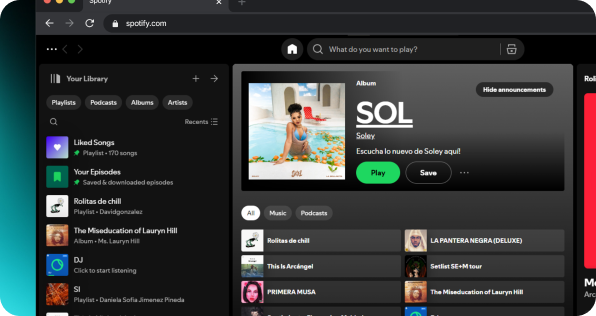 Spotify
spotify.com
What do you want to play?
Your Library
Playlists
Podcasts
Albums
Artists
Recents
Liked Songs
Playlist • 170 songs
Your Episodes
Saved & downloaded episodes
Rolitas de chill
Playlist • Davidgonzalez
The Miseducation of Lauryn Hill
Album • Ms. Lauryn Hill
DJ
Click to start listening
SI
Playlist • Daniela Sofia Jimenez Pineda
Album
Hide announcements
SOL
Soley
Escucha lo nuevo de Soley aquí!
Play
Save
sol
All
Music
Podcasts
Rolitas de chill
LA PANTERA NEGRA (DELUXE)
This Is Arcángel
Setlist SE+M tour
PRIMERA MUSA
The Miseducation of Lauryn Hill